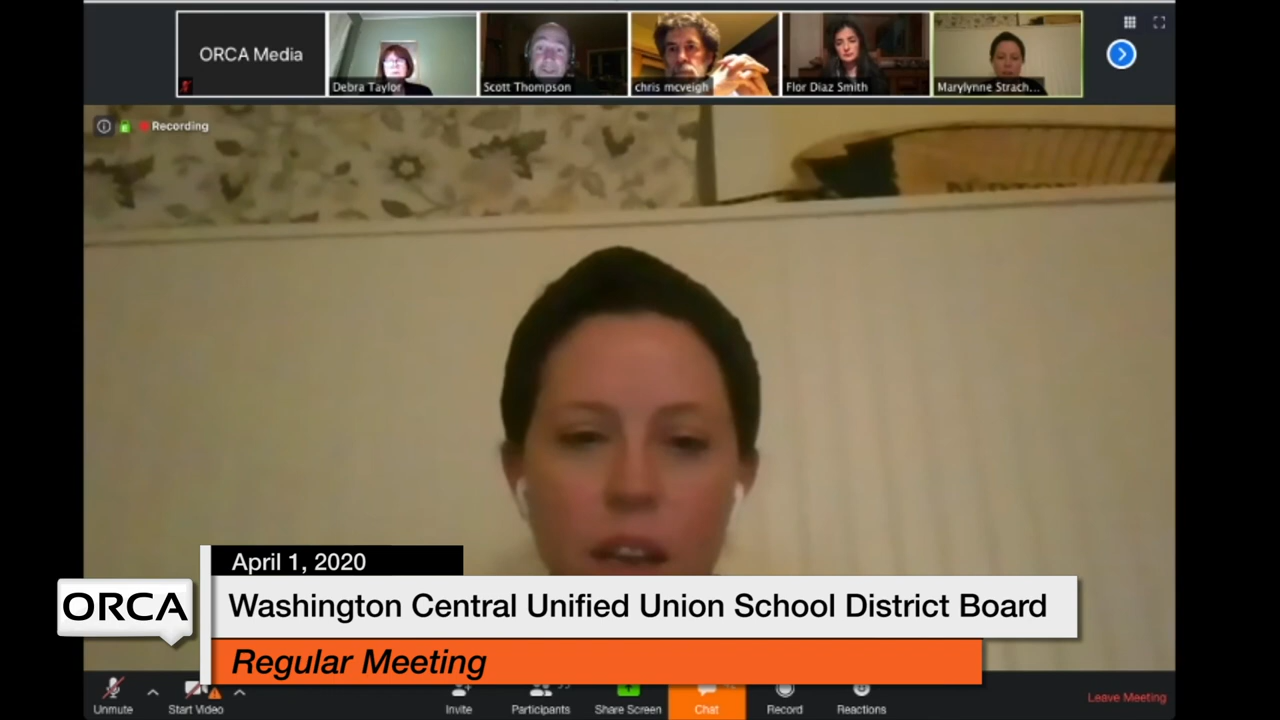 ORCA Media
Debra Taylor
Scott Thompson
chris mcveigh
Flor Diaz Smith
Marylynne Strach...
Recording
April 1, 2020
ORCA
Washington Central Unified Union School District Board
Regular Meeting
Unmute
Start Video
Invite
Participants
Share Screen
Chat
Record
Reactions
Leave Meeting